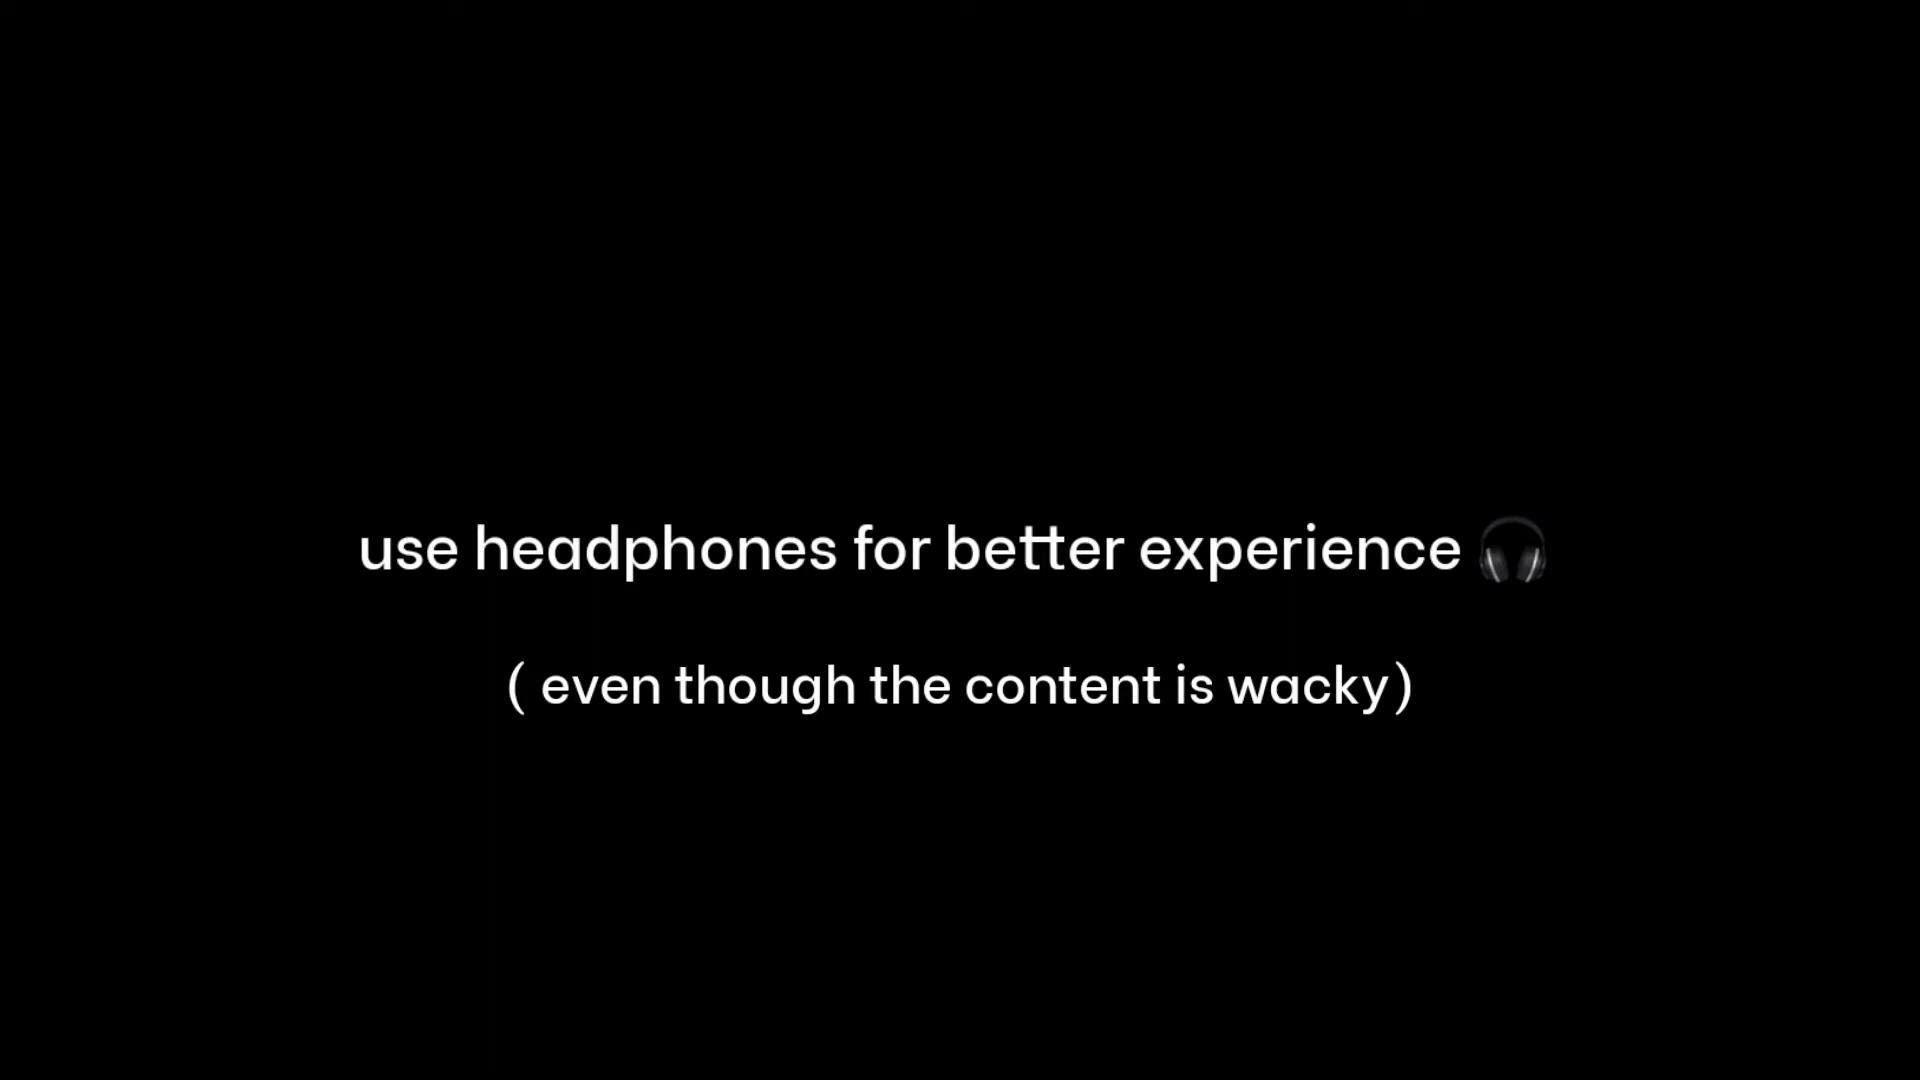 use headphones for better experience 🎧
( even though the content is wacky)